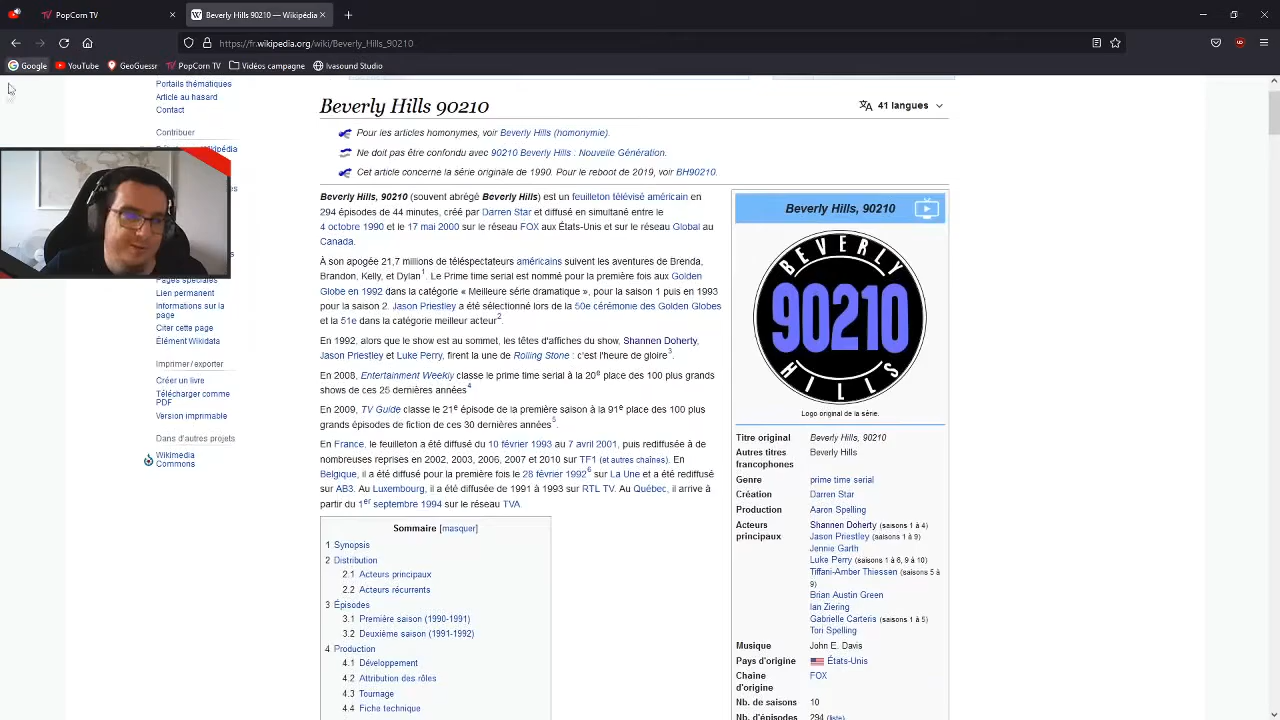 PopCorn TV
Beverly Hills 90210 — Wikipédia
https://fr.wikipedia.org/wiki/Beverly_Hills_90210
Google
YouTube
GeoGuessr
PopCorn TV
Vidéos campagne
Ivasound Studio
Portails thématiques
Article au hasard
Contact
Contribuer
Pages spéciales
Lien permanent
Informations sur la
page
Citer cette page
Élément Wikidata
Imprimer / exporter
Créer un livre
Télécharger comme
PDF
Version imprimable
Dans d'autres projets
Wikimedia
Commons
Beverly Hills 90210
41 langues
Pour les articles homonymes, voir Beverly Hills (homonymie).
Ne doit pas être confondu avec 90210 Beverly Hills : Nouvelle Génération.
Cet article concerne la série originale de 1990. Pour le reboot de 2019, voir BH90210.
Beverly Hills, 90210 (souvent abrégé Beverly Hills) est un feuilleton télévisé américain en
294 épisodes de 44 minutes, créé par Darren Star et diffusé en simultané entre le
4 octobre 1990 et le 17 mai 2000 sur le réseau FOX aux États-Unis et sur le réseau Global au
Canada.
À son apogée 21,7 millions de téléspectateurs américains suivent les aventures de Brenda,
Brandon, Kelly, et Dylan1. Le Prime time serial est nommé pour la première fois aux Golden
Globe en 1992 dans la catégorie « Meilleure série dramatique », pour la saison 1 puis en 1993
pour la saison 2. Jason Priestley a été sélectionné lors de la 50e cérémonie des Golden Globes
et la 51e dans la catégorie meilleur acteur2.
En 1992, alors que le show est au sommet, les têtes d'affiches du show, Shannen Doherty,
Jason Priestley et Luke Perry, firent la une de Rolling Stone : c'est l'heure de gloire3.
En 2008, Entertainment Weekly classe le prime time serial à la 20e place des 100 plus grands
shows de ces 25 dernières années4
En 2009, TV Guide classe le 21e épisode de la première saison à la 91e place des 100 plus
grands épisodes de fiction de ces 30 dernières années5.
En France, le feuilleton a été diffusé du 10 février 1993 au 7 avril 2001, puis rediffusée à de
nombreuses reprises en 2002, 2003, 2006, 2007 et 2010 sur TF1 (et autres chaînes). En
Belgique, il a été diffusé pour la première fois le 28 février 19926 sur La Une et a été rediffusé
sur AB3. Au Luxembourg, il a été diffusée de 1991 à 1993 sur RTL TV. Au Québec, il arrive à
partir du 1er septembre 1994 sur le réseau TVA
Sommaire [masquer]
1 Synopsis
2 Distribution
2.1 Acteurs principaux
2.2 Acteurs récurrents
3 Épisodes
3.1 Première saison (1990-1991)
3.2 Deuxième saison (1991-1992)
4 Production
4.1 Développement
4.2 Attribution des rôles
4.3 Tournage
4.4 Fiche technique
Beverly Hills, 90210
BEVERLY
90210
HILLS
Logo original de la série.
Titre original Beverly Hills, 90210
Autres titres Beverly Hills
francophones
Genre prime time serial
Création Darren Star
Production Aaron Spelling
Acteurs Shannen Doherty (saisons 1 à 4)
principaux Jason Priestley (saisons 1 à 9)
Jennie Garth
Luke Perry (saisons 1 à 6, 9 à 10)
Tiffani-Amber Thiessen (saisons 5 à
9)
Brian Austin Green
Ian Ziering
Gabrielle Carteris (saisons 1 à 5)
Tori Spelling
Musique John E. Davis
Pays d'origine États-Unis
Chaîne FOX
d'origine
Nb. de saisons 10
Nb. d'épisodes 294 (liste)